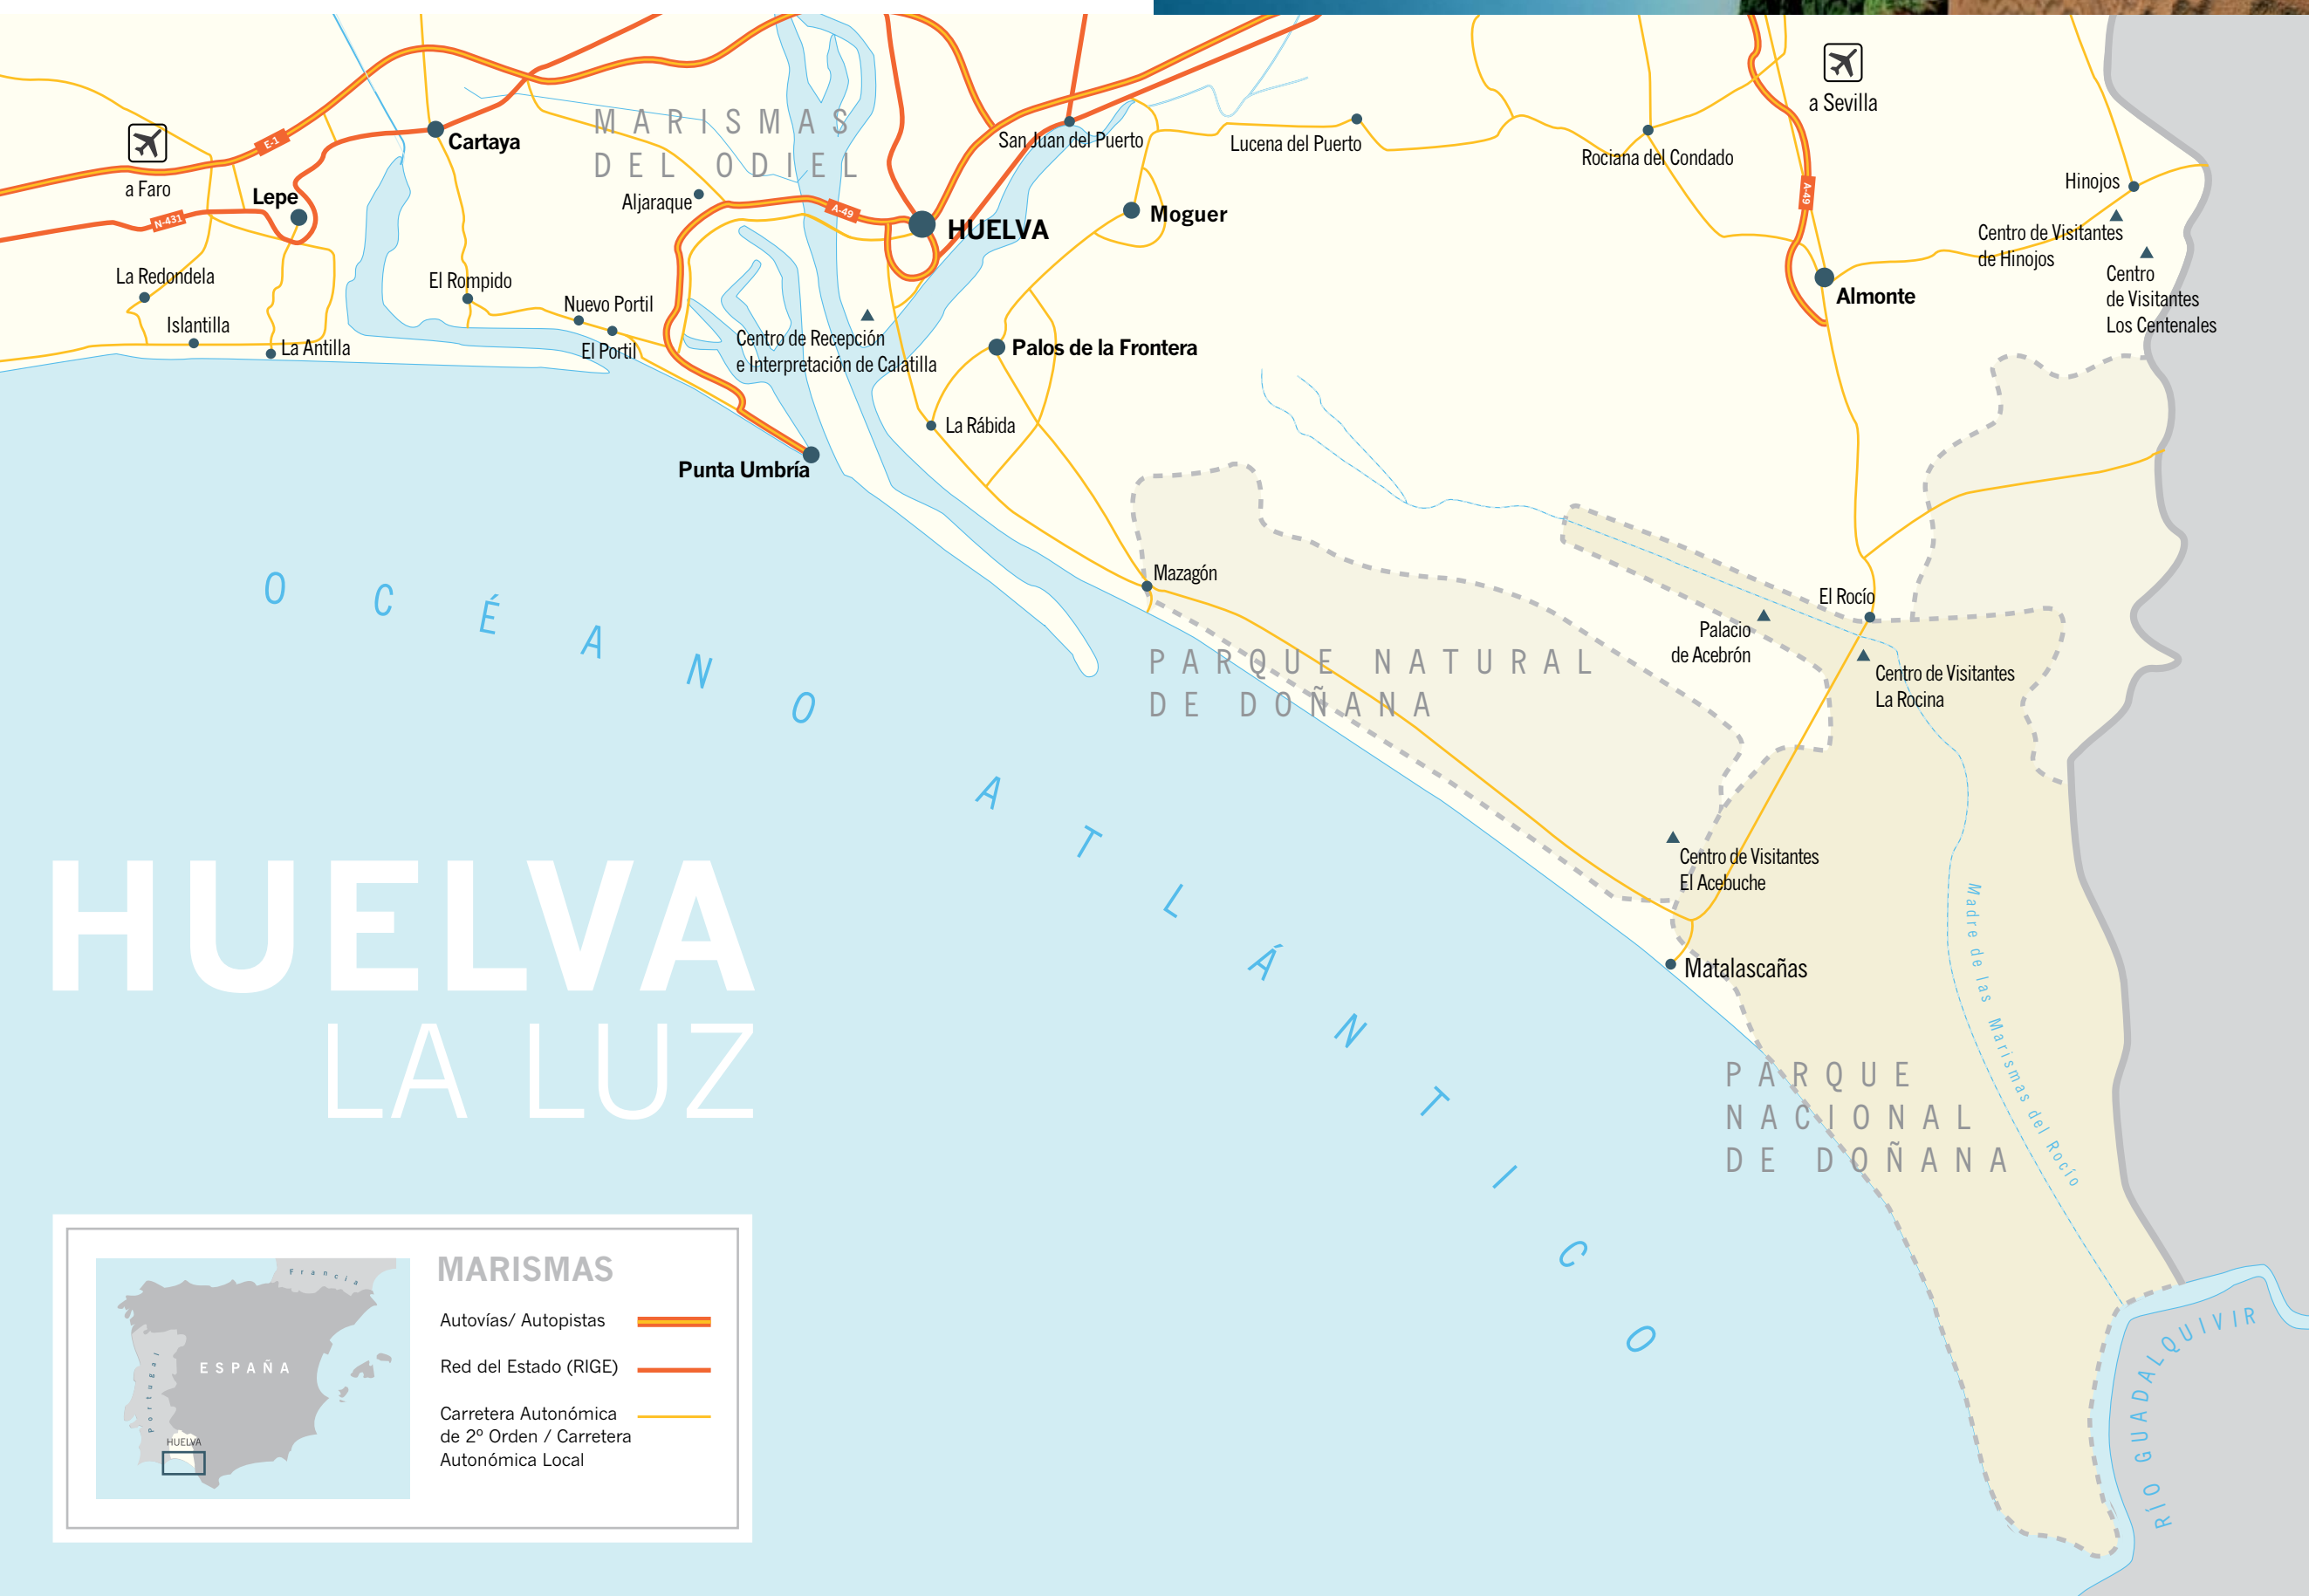 a Sevilla
E-1
Cartaya
MARISMAS
DEL ODIEL
San Juan del Puerto
Lucena del Puerto
Rociana del Condado
a Faro
Lepe
N-431
Aljaraque
A-49
HUELVA
Moguer
A-49
Hinojos
Centro de Visitantes
de Hinojos
Centro
de Visitantes
Los Centenales
La Redondela
El Rompido
Nuevo Portil
Islantilla
La Antilla
El Portil
Centro de Recepción
e Interpretación de Calatilla
Palos de la Frontera
Almonte
La Rábida
Punta Umbría
Mazagón
El Rocío
Palacio
de Acebrón
Centro de Visitantes
La Rocina
PARQUE NATURAL
DE DOÑANA
OCÉANO ATLÁNTICO
Centro de Visitantes
El Acebuche
Matalascañas
Madre de las Marismas del Rocío
PARQUE
NACIONAL
DE DOÑANA
RÍO GUADALQUIVIR
HUELVA
LA LUZ
MARISMAS
Autovías/ Autopistas
Red del Estado (RIGE)
Carretera Autonómica
de 2º Orden / Carretera
Autonómica Local
Francia
ESPAÑA
PortuGal
HUELVA